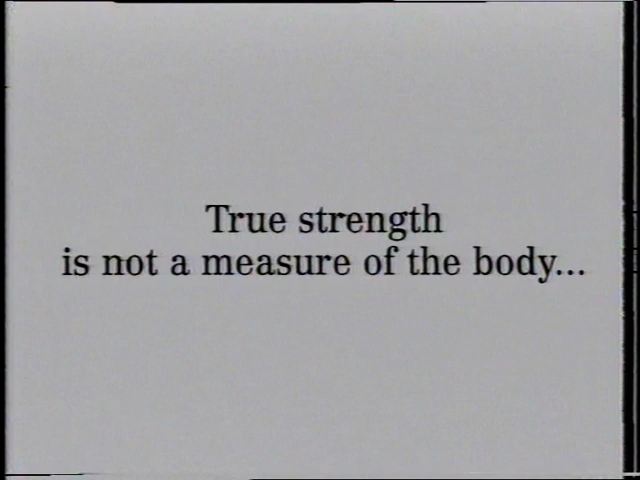 True strength
is not a measure of the body...